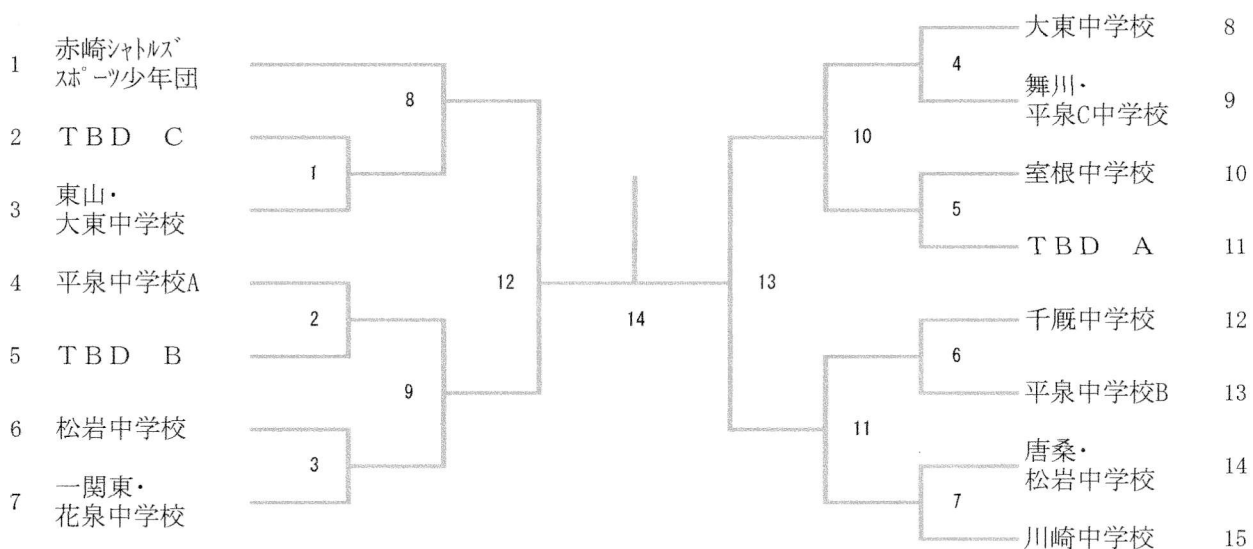 1 赤崎シャトルズ
スポーツ少年団
2 ＴＢＤ　Ｃ
3 東山・
大東中学校
4 平泉中学校A
5 ＴＢＤ　Ｂ
6 松岩中学校
7 一関東・
花泉中学校
8
1
2
9
3
12
14
13
10
4
5
11
6
7
大東中学校 8
舞川・
平泉C中学校 9
室根中学校 10
ＴＢＤ　Ａ 11
千厩中学校 12
平泉中学校B 13
唐桑・
松岩中学校 14
川崎中学校 15